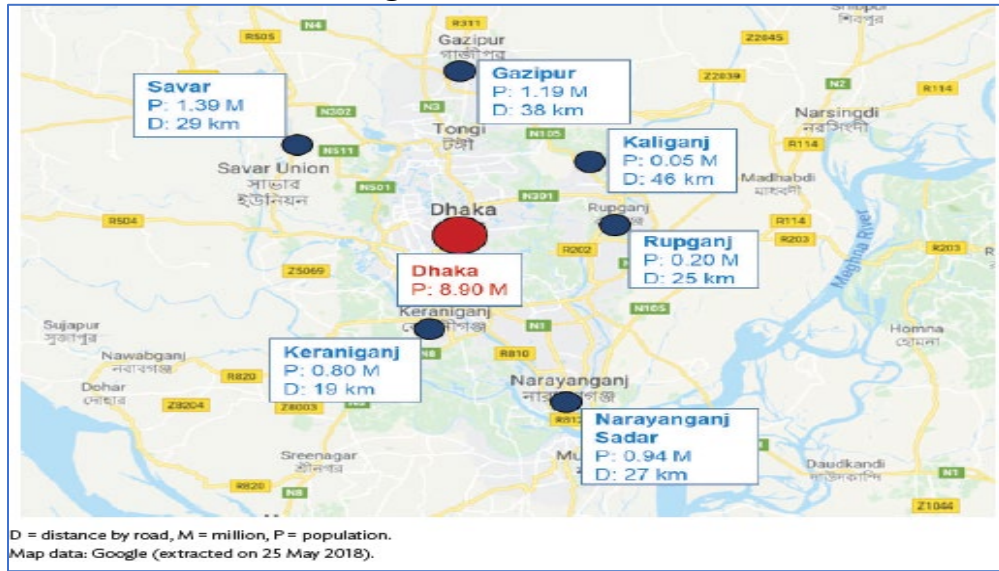 N4
R311
Shibpur
শিবপুর
R505
Gazipur
গাজীপুর
Z2045
Savar
P: 1.39 M
D: 29 km
Gazipur
P: 1.19 M
D: 38 km
Z2039
N2
R114
N302
N3
Tongi
টঙ্গী
N105
Narsingdi
নরসিংদী
N511
Kaliganj
P: 0.05 M
D: 46 km
R114
Savar Union
সাভার
ইউনিয়ন
N501
N301
Madhabdi
মাধবদী
Dhaka
Rupganj
R504
R114
R203
R203
R202
Rupganj
P: 0.20 M
D: 25 km
Meghna River
Z5069
Dhaka
P: 8.90 M
Keraniganj
N105
N1
Sujapur
সুজাপুর
Homna
হোমনা
N8
R810
Keraniganj
P: 0.80 M
D: 19 km
Nawabganj
নবাবগঞ্জ
R820
Narayanganj
Dohar
দোহার
Z8204
Z8003
Narayanganj
Sadar
P: 0.94 M
D: 27 km
Sreenagar
শ্রীনগর
Daudkandi
দাউদকান্দি
N1
R820
N8
Z1044
D = distance by road, M = million, P = population.
Map data: Google (extracted on 25 May 2018).